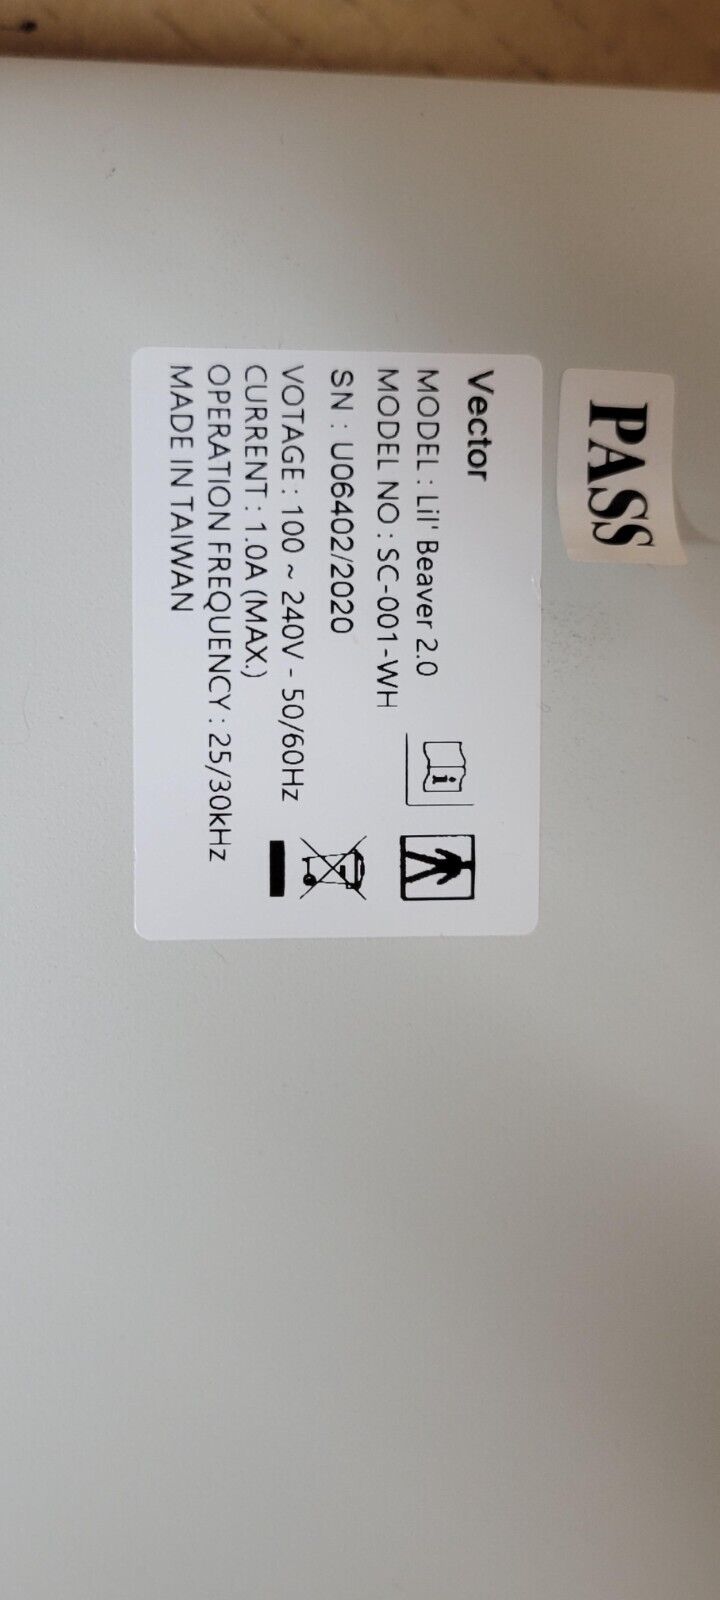 PASS
Vector
MODEL : Lil' Beaver 2.0
MODEL NO : SC-001-WH
SN : U06402/2020
VOTAGE : 100 ~ 240V - 50/60Hz
CURRENT : 1.0A (MAX.)
OPERATION FREQUENCY : 25/30kHz
MADE IN TAIWAN